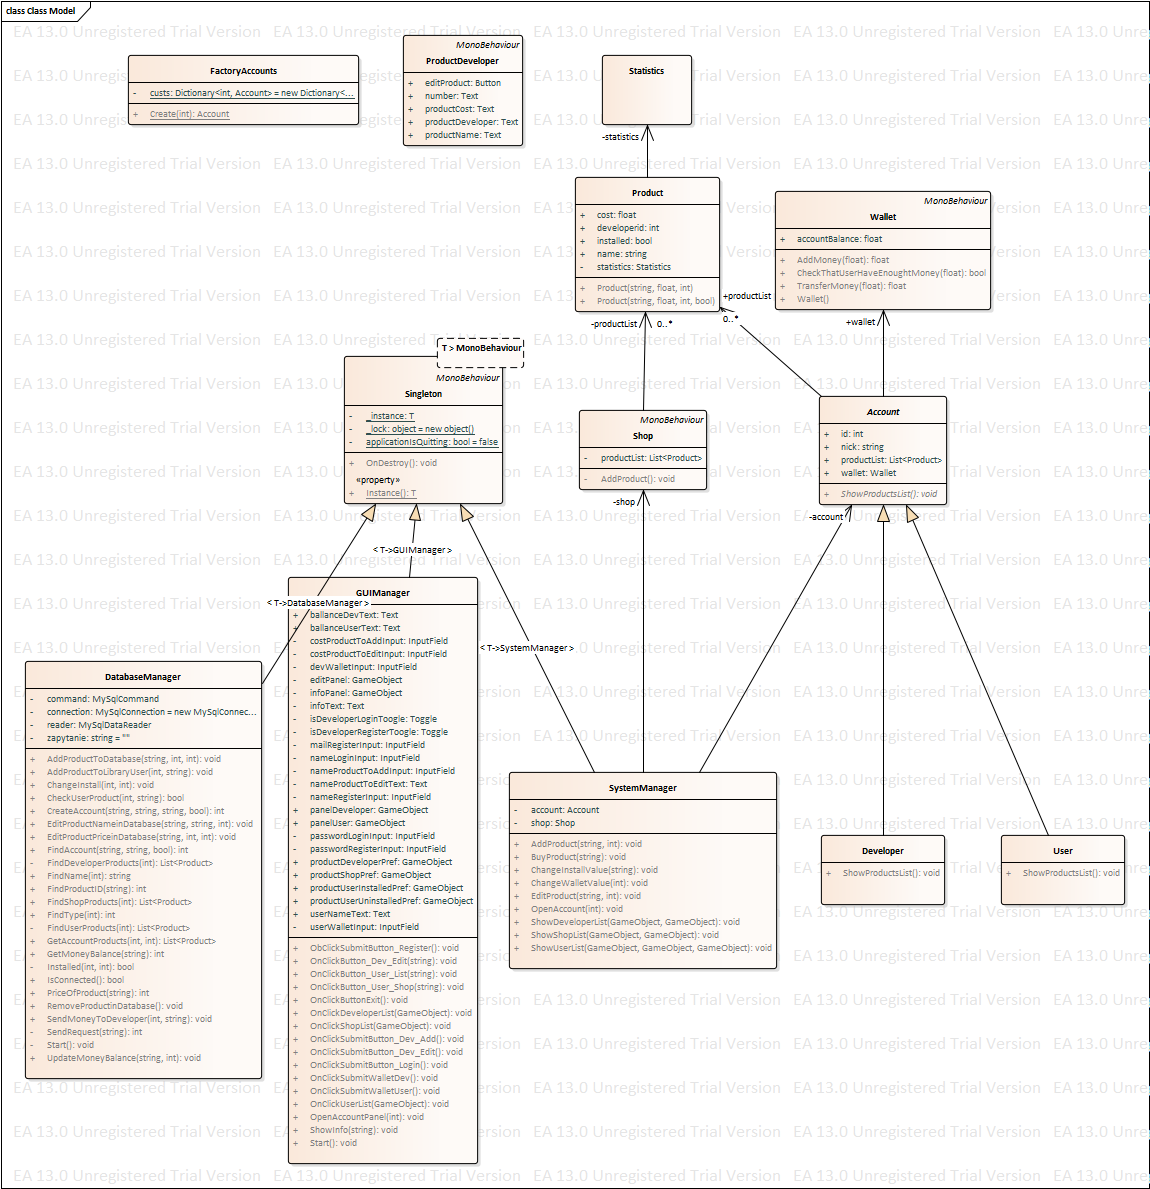 class Class Model
FactoryAccounts
- custs: Dictionary<int, Account> = new Dictionary<...
+ Create(int): Account
MonoBehaviour
ProductDeveloper
+ editProduct: Button
+ number: Text
+ productCost: Text
+ productDeveloper: Text
+ productName: Text
Statistics
-statistics
Product
+ cost: float
+ developerid: int
+ installed: bool
+ name: string
- statistics: Statistics
+ Product(string, float, int)
+ Product(string, float, int, bool)
MonoBehaviour
Wallet
+ accountBalance: float
+ AddMoney(float): float
+ CheckThatUserHaveEnoughtMoney(float): bool
+ TransferMoney(float): float
+ Wallet()
+productList
0..*
-productList
0..*
+wallet
T > MonoBehaviour
MonoBehaviour
Singleton
- _instance: T
- _lock: object = new object()
- applicationIsQuitting: bool = false
+ OnDestroy(): void
«property»
+ Instance(): T
MonoBehaviour
Shop
- productList: List<Product>
- AddProduct(): void
Account
+ id: int
+ nick: string
+ productList: List<Product>
+ wallet: Wallet
+ ShowProductsList(): void
-shop
-account
< T->GUIManager >
< T->DatabaseManager >
< T->SystemManager >
GUIManager
+ ballanceDevText: Text
+ ballanceUserText: Text
- costProductToAddInput: InputField
- costProductToEditInput: InputField
- devWalletInput: InputField
- editPanel: GameObject
- infoPanel: GameObject
- infoText: Text
- isDeveloperLoginToogle: Toggle
- isDeveloperRegisterToogle: Toggle
- mailRegisterInput: InputField
- nameLoginInput: InputField
- nameProductToAddInput: InputField
- nameProductToEditText: Text
- nameRegisterInput: InputField
+ panelDeveloper: GameObject
+ panelUser: GameObject
- passwordLoginInput: InputField
- passwordRegisterInput: InputField
+ productDeveloperPref: GameObject
+ productShopPref: GameObject
+ productUserInstalledPref: GameObject
+ productUserUninstalledPref: GameObject
+ userNameText: Text
- userWalletInput: InputField
+ ObClickSubmitButton_Register(): void
+ OnClickButton_Dev_Edit(string): void
+ OnClickButton_User_List(string): void
+ OnClickButton_User_Shop(string): void
+ OnClickButtonExit(): void
+ OnClickDeveloperList(GameObject): void
+ OnClickShopList(GameObject): void
+ OnClickSubmitButton_Dev_Add(): void
+ OnClickSubmitButton_Dev_Edit(): void
+ OnClickSubmitButton_Login(): void
+ OnClickSubmitWalletDev(): void
+ OnClickSubmitWalletUser(): void
+ OnClickUserList(GameObject): void
+ OpenAccountPanel(int): void
+ ShowInfo(string): void
+ Start(): void
DatabaseManager
- command: MySqlCommand
- connection: MySqlConnection = new MySqlConnec...
- reader: MySqlDataReader
- zapytanie: string = ""
+ AddProductToDatabase(string, int, int): void
+ AddProductToLibraryUser(int, string): void
+ ChangeInstall(int, int): void
+ CheckUserProduct(int, string): bool
+ CreateAccount(string, string, string, bool): int
+ EditProductNameinDatabase(string, string, int): void
+ EditProductPriceinDatabase(string, int, int): void
+ FindAccount(string, string, bool): int
- FindDeveloperProducts(int): List<Product>
+ FindName(int): string
+ FindProductID(string): int
+ FindShopProducts(int): List<Product>
+ FindType(int): int
- FindUserProducts(int): List<Product>
+ GetAccountProducts(int, int): List<Product>
+ GetMoneyBalance(string): int
- Installed(int, int): bool
+ IsConnected(): bool
+ PriceOfProduct(string): int
+ RemoveProductinDatabase(): void
+ SendMoneyToDeveloper(int, string): void
- SendRequest(string): int
- Start(): void
+ UpdateMoneyBalance(string, int): void
SystemManager
- account: Account
- shop: Shop
+ AddProduct(string, int): void
+ BuyProduct(string): void
+ ChangeInstallValue(string): void
+ ChangeWalletValue(int): void
+ EditProduct(string, int): void
+ OpenAccount(int): void
+ ShowDeveloperList(GameObject, GameObject): void
+ ShowShopList(GameObject, GameObject): void
+ ShowUserList(GameObject, GameObject, GameObject): void
Developer
+ ShowProductsList(): void
User
+ ShowProductsList(): void
EA 13.0 Unregistered Trial Version